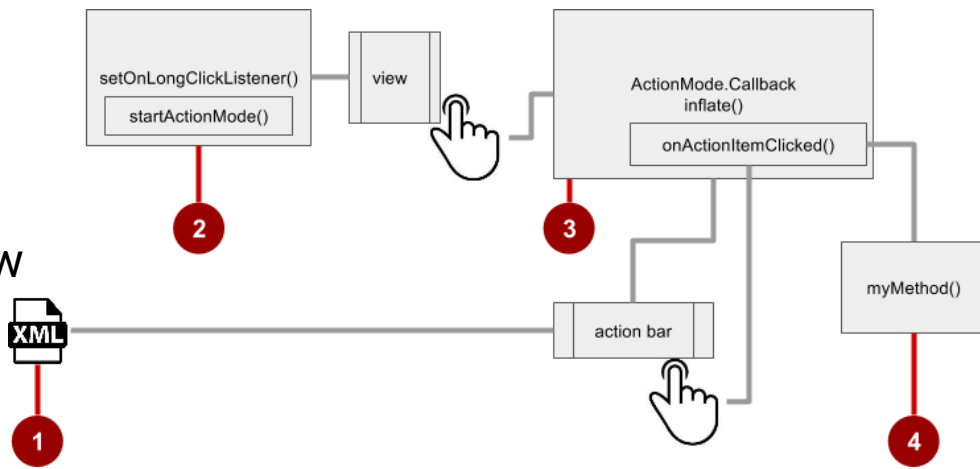 setOnLongClickListener()
startActionMode()
view
ActionMode.Callback
inflate()
onActionItemClicked()
2
3
w
myMethod()
XML
action bar
1
4